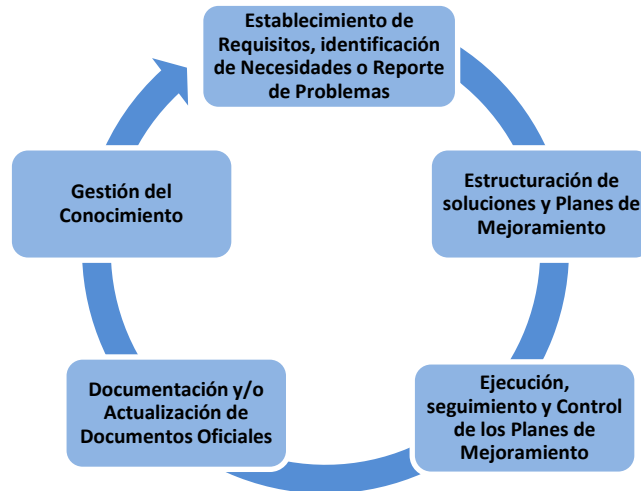 Establecimiento de
Requisitos, identificación
de Necesidades o Reporte
de Problemas
Estructuración de
soluciones y Planes de
Mejoramiento
Ejecución,
seguimiento y Control
de los Planes de
Mejoramiento
Documentación y/o
Actualización de
Documentos Oficiales
Gestión del
Conocimiento